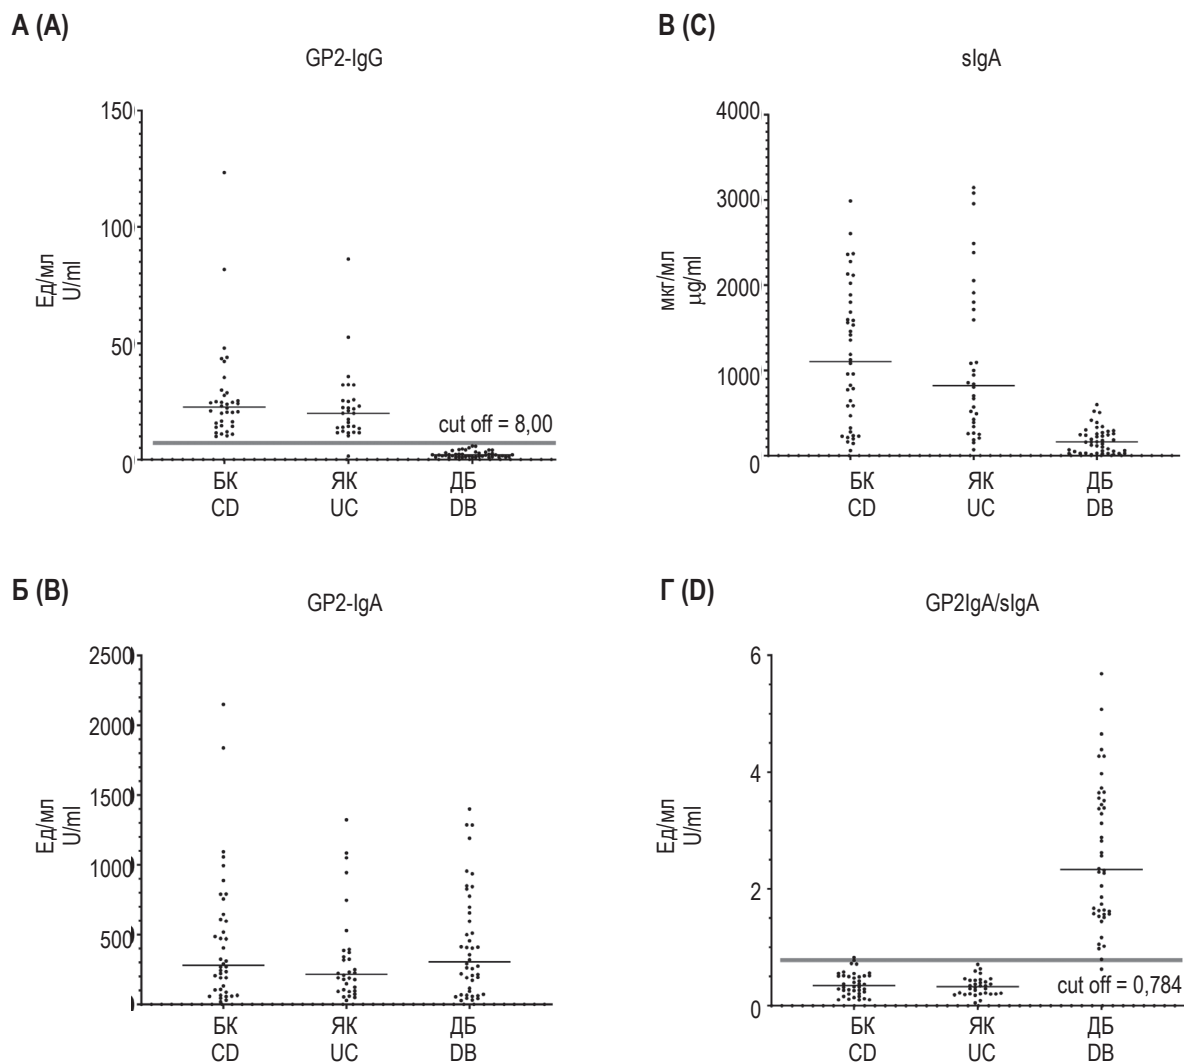 А (A)
GP2-IgG
150
100
50
0
Ед/мл
U/ml
cut off = 8,00
БК
CD
ЯК
UC
ДБ
DB
В (C)
sIgA
4000
3000
2000
1000
0
мкг/мл
µg/ml
БК
CD
ЯК
UC
ДБ
DB
Б (B)
GP2-IgA
2500
2000
1500
1000
500
Ед/мл
U/ml
БК
CD
ЯК
UC
ДБ
DB
Г (D)
GP2IgA/sIgA
6
4
2
0
Ед/мл
U/ml
cut off = 0,784
БК
CD
ЯК
UC
ДБ
DB